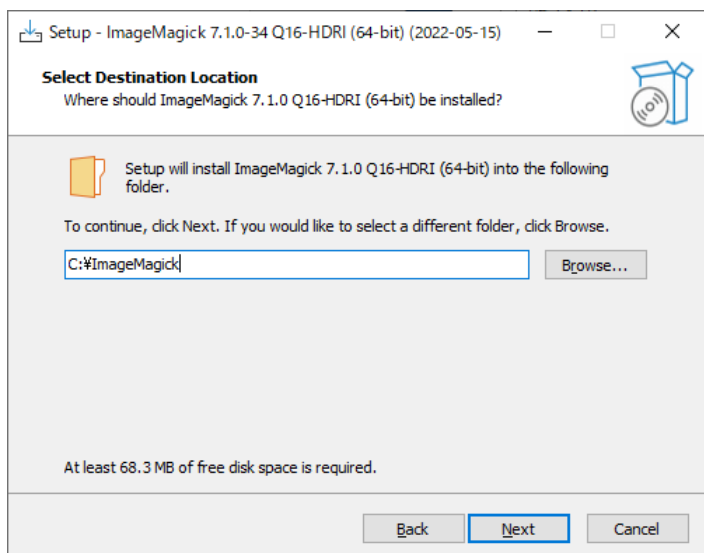 Setup - ImageMagick 7.1.0-34 Q16-HDRI (64-bit) (2022-05-15)
Select Destination Location
Where should ImageMagick 7.1.0 Q16-HDRI (64-bit) be installed?
Setup will install ImageMagick 7.1.0 Q16-HDRI (64-bit) into the following
folder.
To continue, click Next. If you would like to select a different folder, click Browse.
C:¥ImageMagick
Browse...
At least 68.3 MB of free disk space is required.
Back
Next
Cancel